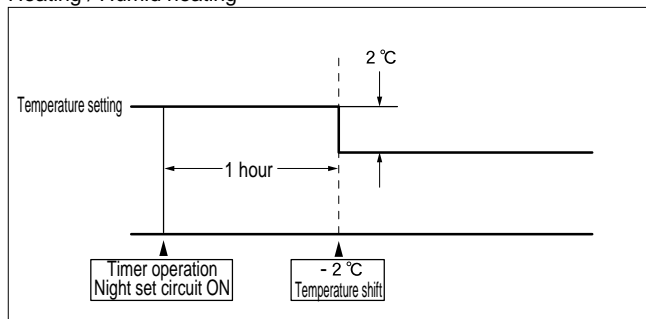 Heating / Humid heating
2 °C
Temperature setting
1 hour
Timer operation
Night set circuit ON
- 2 °C
Temperature shift